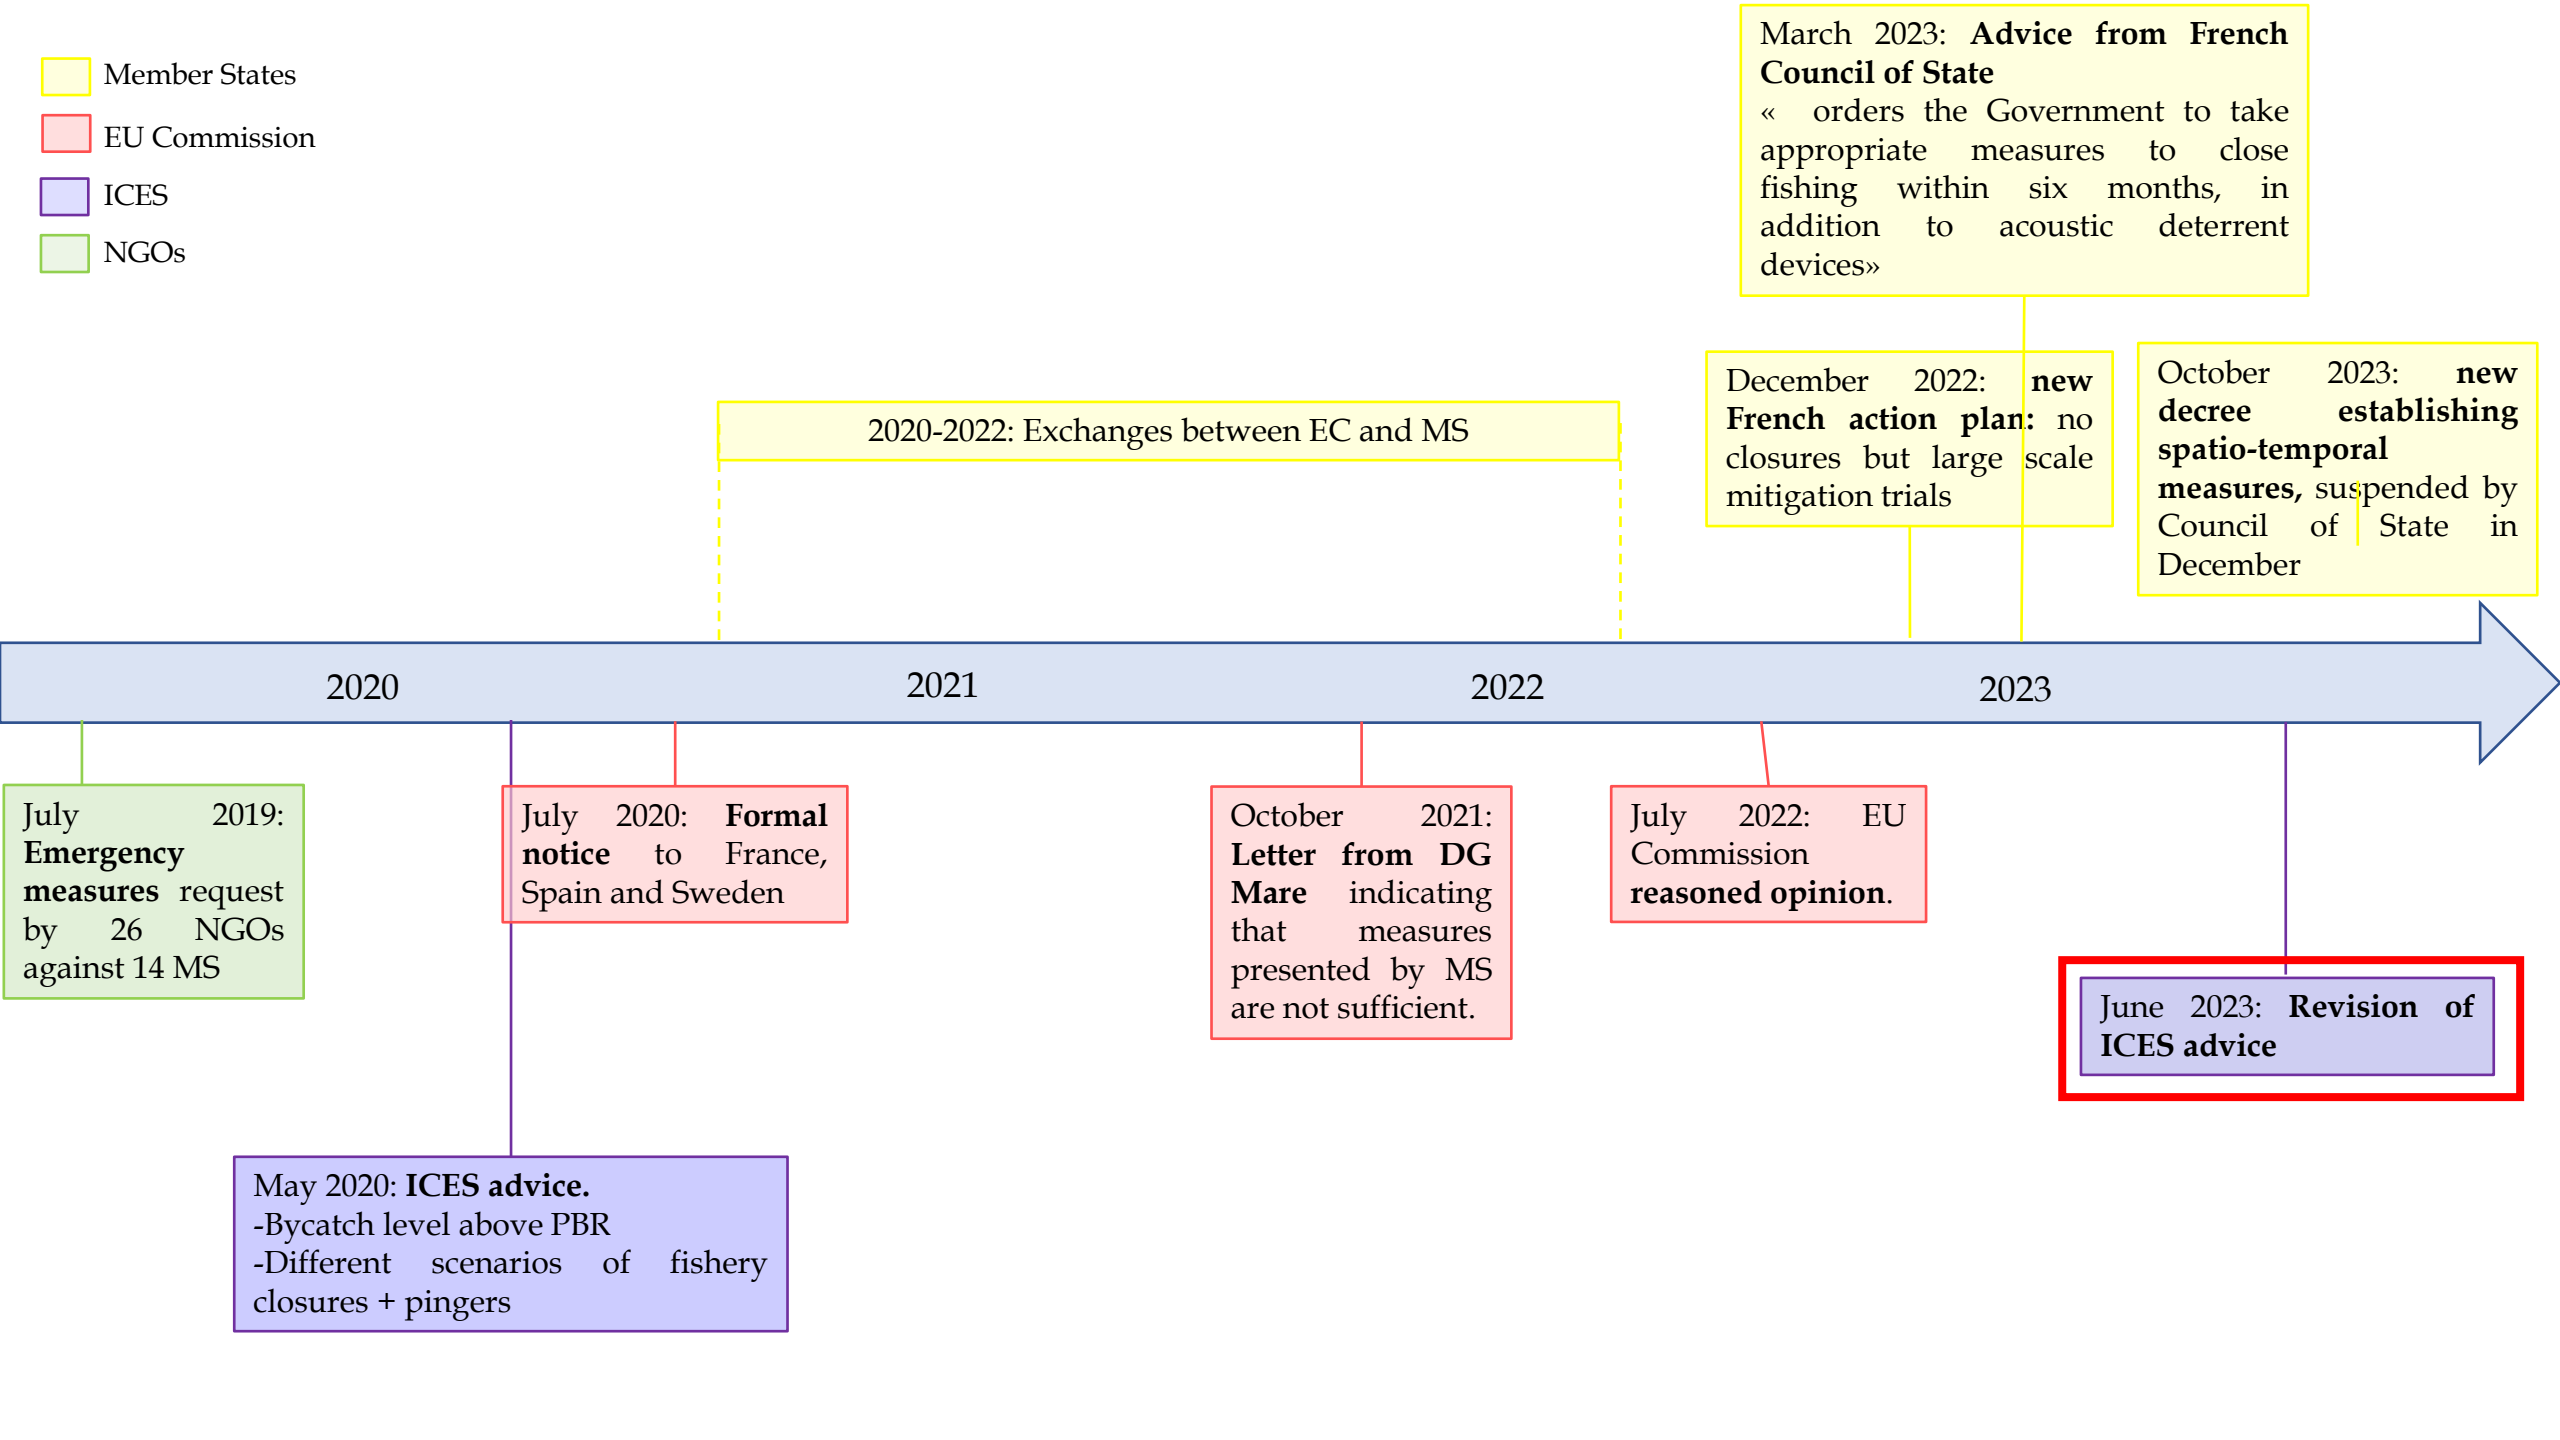 Member States
EU Commission
ICES
NGOs
March 2023: Advice from French
Council of State
« orders the Government to take
appropriate measures to close
fishing within six months, in
addition to acoustic deterrent
devices»
2020-2022: Exchanges between EC and MS
December 2022: new
French action plan: no
closures but large scale
mitigation trials
October 2023: new
decree establishing
spatio-temporal
measures, suspended by
Council of State in
December
2020
2021
2022
2023
July 2019:
Emergency
measures request
by 26 NGOs
against 14 MS
July 2020: Formal
notice to France,
Spain and Sweden
October 2021:
Letter from DG
Mare indicating
that measures
presented by MS
are not sufficient.
July 2022: EU
Commission
reasoned opinion.
June 2023: Revision of
ICES advice
May 2020: ICES advice.
-Bycatch level above PBR
-Different scenarios of fishery
closures + pingers